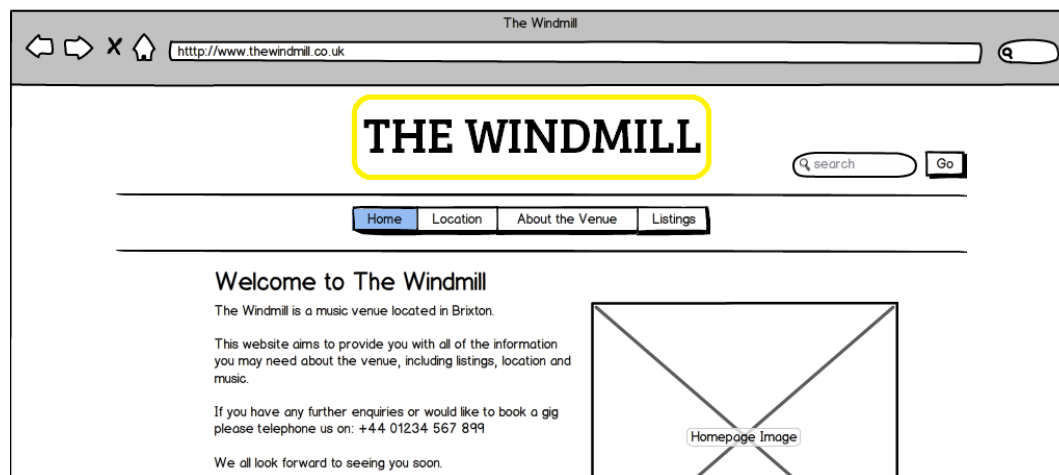 The Windmill
htttp://www.thewindmill.co.uk
THE WINDMILL
search
Go
Home Location About the Venue Listings
Welcome to The Windmill
The Windmill is a music venue located in Brixton.
This website aims to provide you with all of the information
you may need about the venue, including listings, location and
music.
If you have any further enquiries or would like to book a gig
please telephone us on: +44 01234 567 899
We all look forward to seeing you soon.
Homepage Image